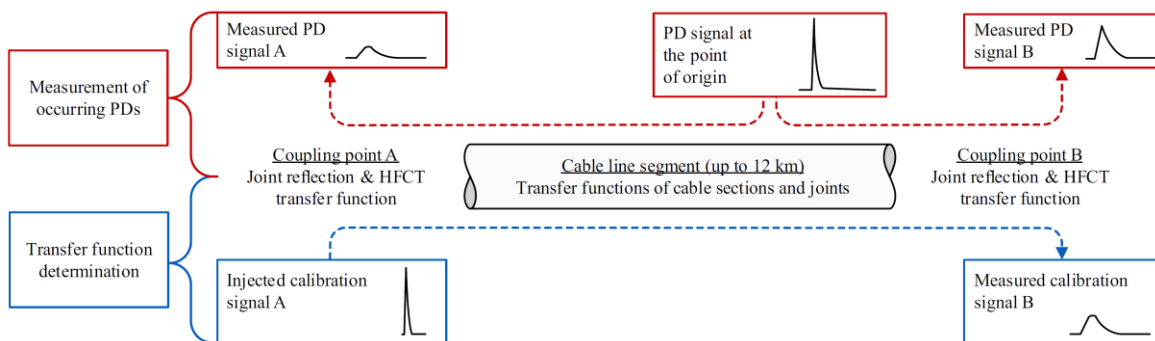 Measurement of
occurring PDs
Measured PD
signal A
PD signal at
the point
of origin
Measured PD
signal B
Coupling point A
Joint reflection & HFCT
transfer function
Cable line segment (up to 12 km)
Transfer functions of cable sections and joints
Coupling point B
Joint reflection & HFCT
transfer function
Transfer function
determination
Injected calibration
signal A
Measured calibration
signal B